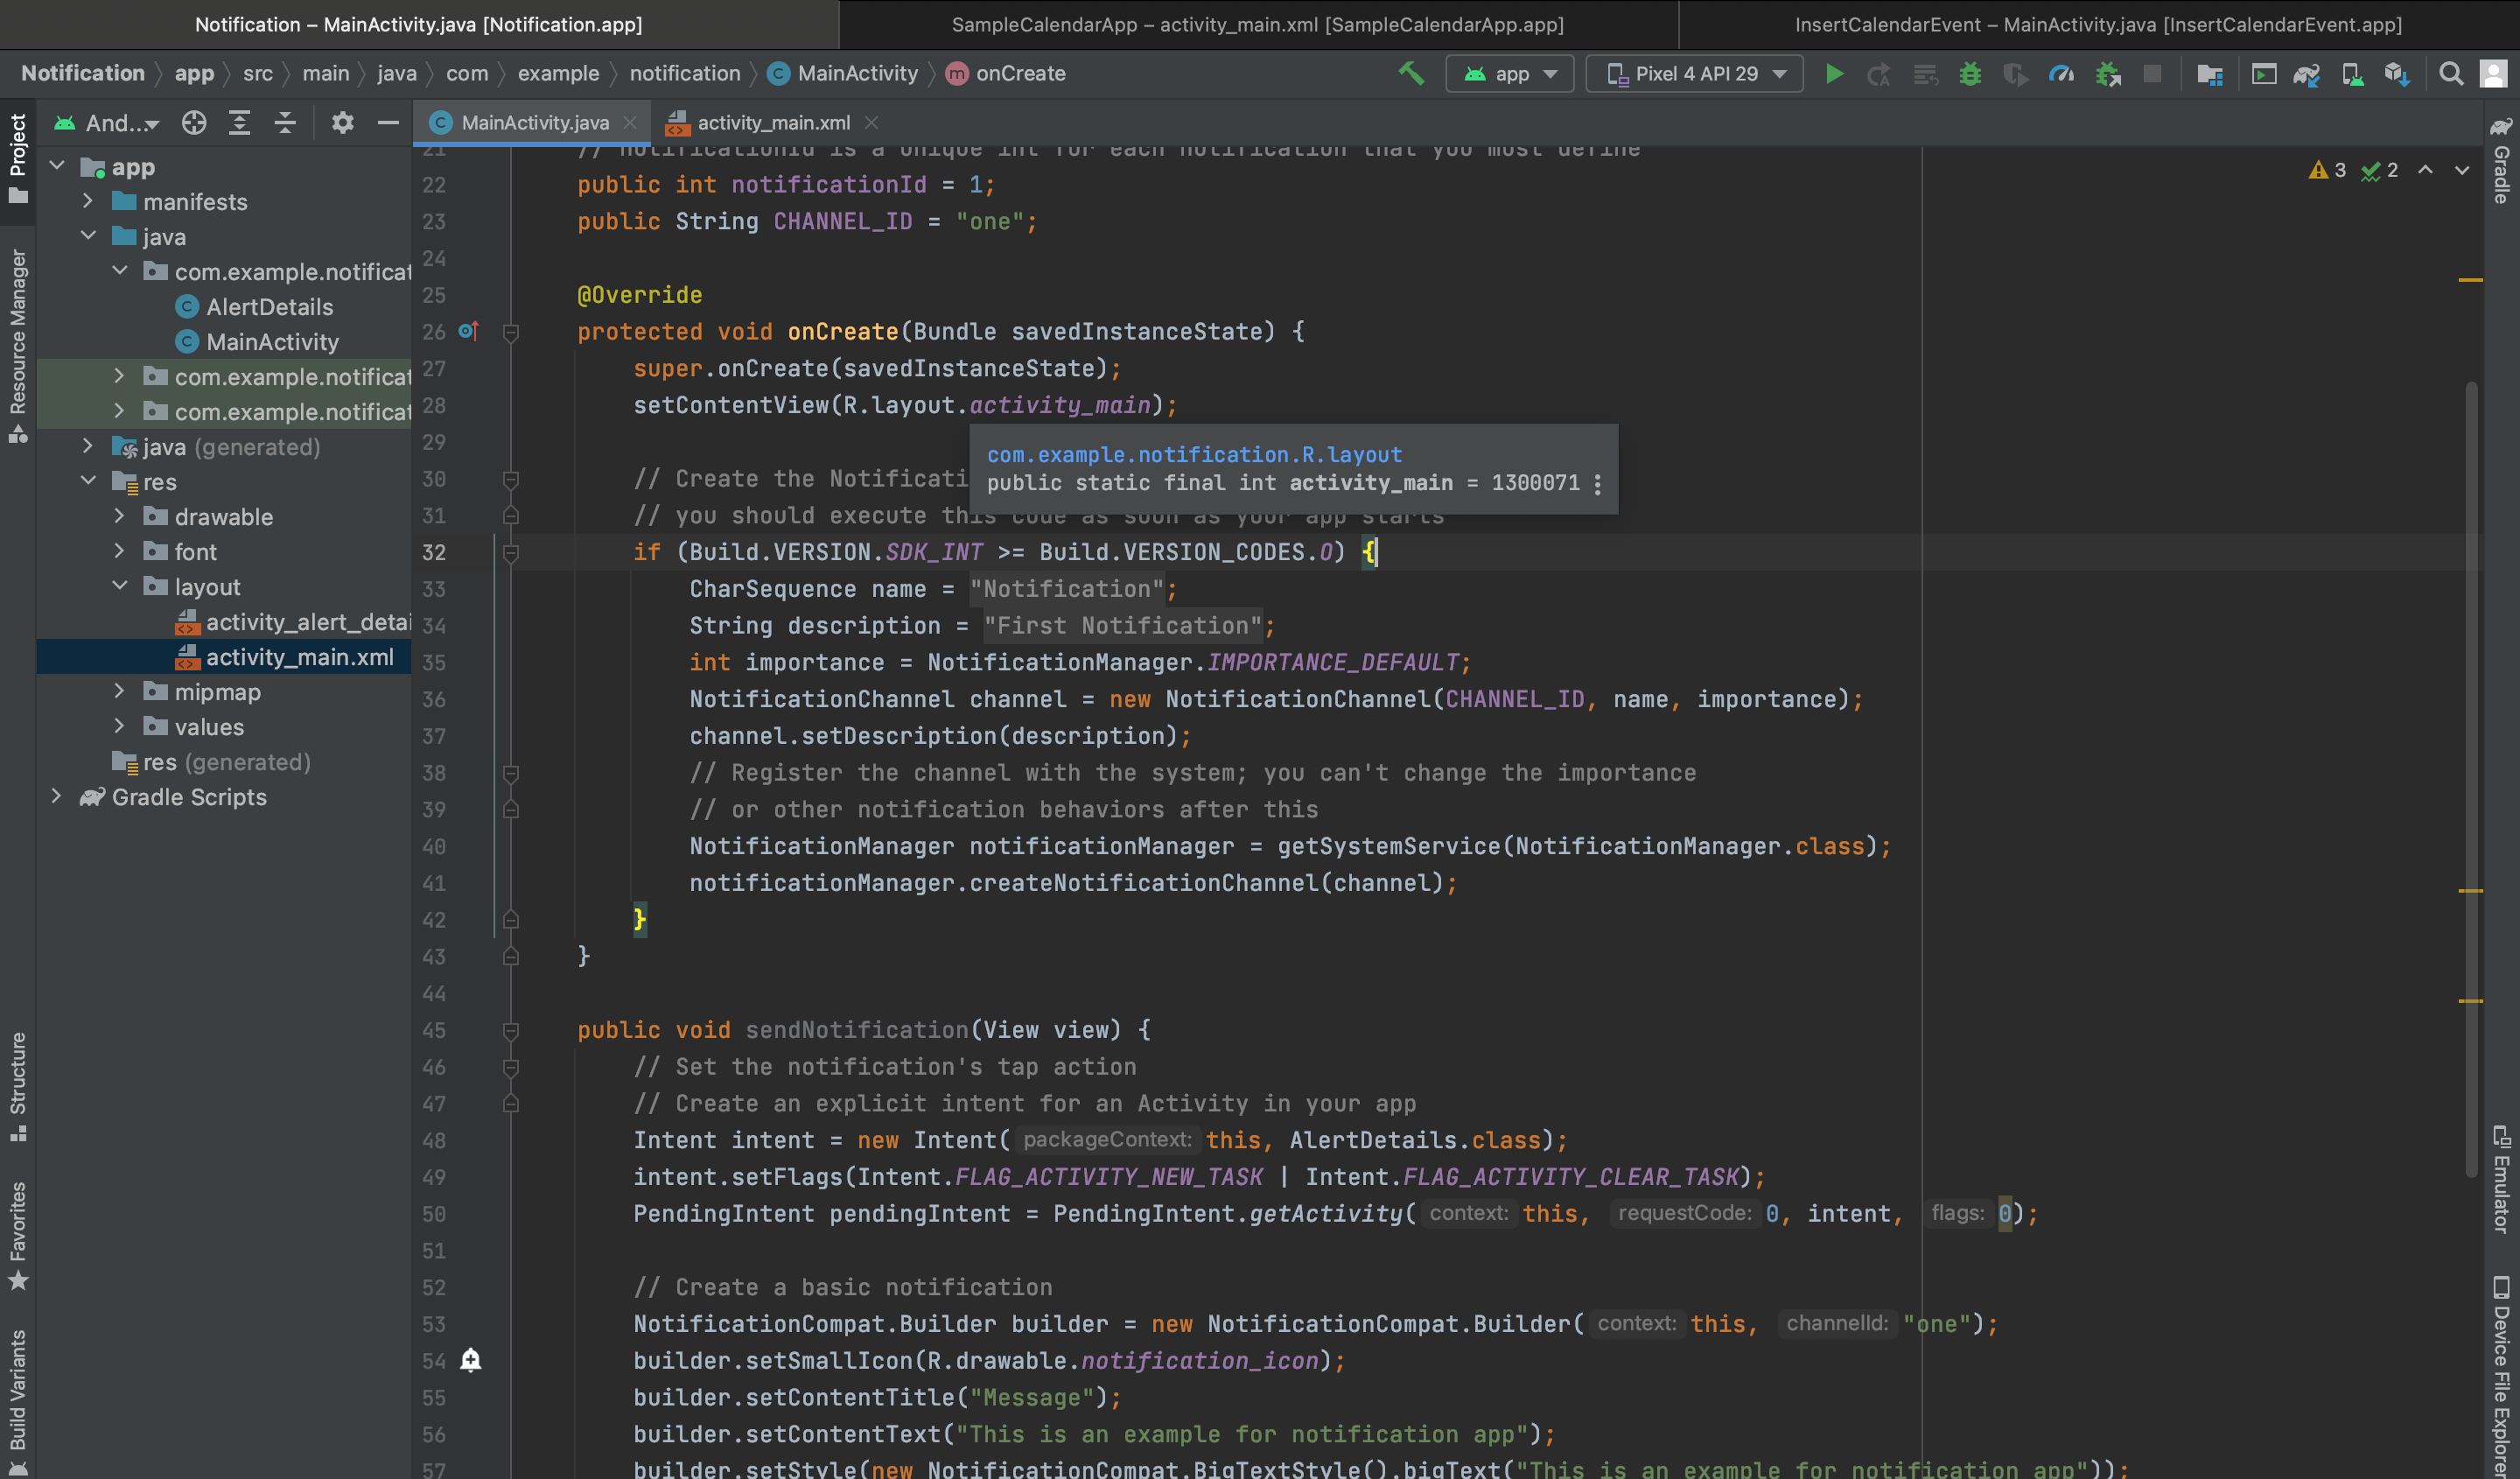 Notification – MainActivity.java [Notification.app]
SampleCalendarApp – activity_main.xml [SampleCalendarApp.app]
InsertCalendarEvent – MainActivity.java [InsertCalendarEvent.app]
Notification app src main java com example notification MainActivity onCreate
app
Pixel 4 API 29
Project
Resource Manager
Structure
Favorites
Build Variants
And...
app
manifests
java
com.example.notificat
AlertDetails
MainActivity
com.example.notificat
com.example.notificat
java (generated)
res
drawable
font
layout
activity_alert_detai
activity_main.xml
mipmap
values
res (generated)
Gradle Scripts
MainActivity.java
activity_main.xml
3 2
21 // notificationId is a unique int for each notification that you must define
22 public int notificationId = 1;
23 public String CHANNEL_ID = "one";
24
25 @Override
26 protected void onCreate(Bundle savedInstanceState) {
27 super.onCreate(savedInstanceState);
28 setContentView(R.layout.activity_main);
29
com.example.notification.R.layout
public static final int activity_main = 1300071
30 // Create the Notificati
31 // you should execute this code as soon as your app starts
32 if (Build.VERSION.SDK_INT >= Build.VERSION_CODES.O) {
33 CharSequence name = "Notification";
34 String description = "First Notification";
35 int importance = NotificationManager.IMPORTANCE_DEFAULT;
36 NotificationChannel channel = new NotificationChannel(CHANNEL_ID, name, importance);
37 channel.setDescription(description);
38 // Register the channel with the system; you can't change the importance
39 // or other notification behaviors after this
40 NotificationManager notificationManager = getSystemService(NotificationManager.class);
41 notificationManager.createNotificationChannel(channel);
42 }
43 }
44
45 public void sendNotification(View view) {
46 // Set the notification's tap action
47 // Create an explicit intent for an Activity in your app
48 Intent intent = new Intent( packageContext: this, AlertDetails.class);
49 intent.setFlags(Intent.FLAG_ACTIVITY_NEW_TASK | Intent.FLAG_ACTIVITY_CLEAR_TASK);
50 PendingIntent pendingIntent = PendingIntent.getActivity( context: this, requestCode: 0, intent, flags: 0);
51
52 // Create a basic notification
53 NotificationCompat.Builder builder = new NotificationCompat.Builder( context: this, channelId: "one");
54 builder.setSmallIcon(R.drawable.notification_icon);
55 builder.setContentTitle("Message");
56 builder.setContentText("This is an example for notification app");
57 builder.setStyle(new NotificationCompat.BigTextStyle().bigText("This is an example for notification app"));
Gradle
Emulator
Device File Explorer